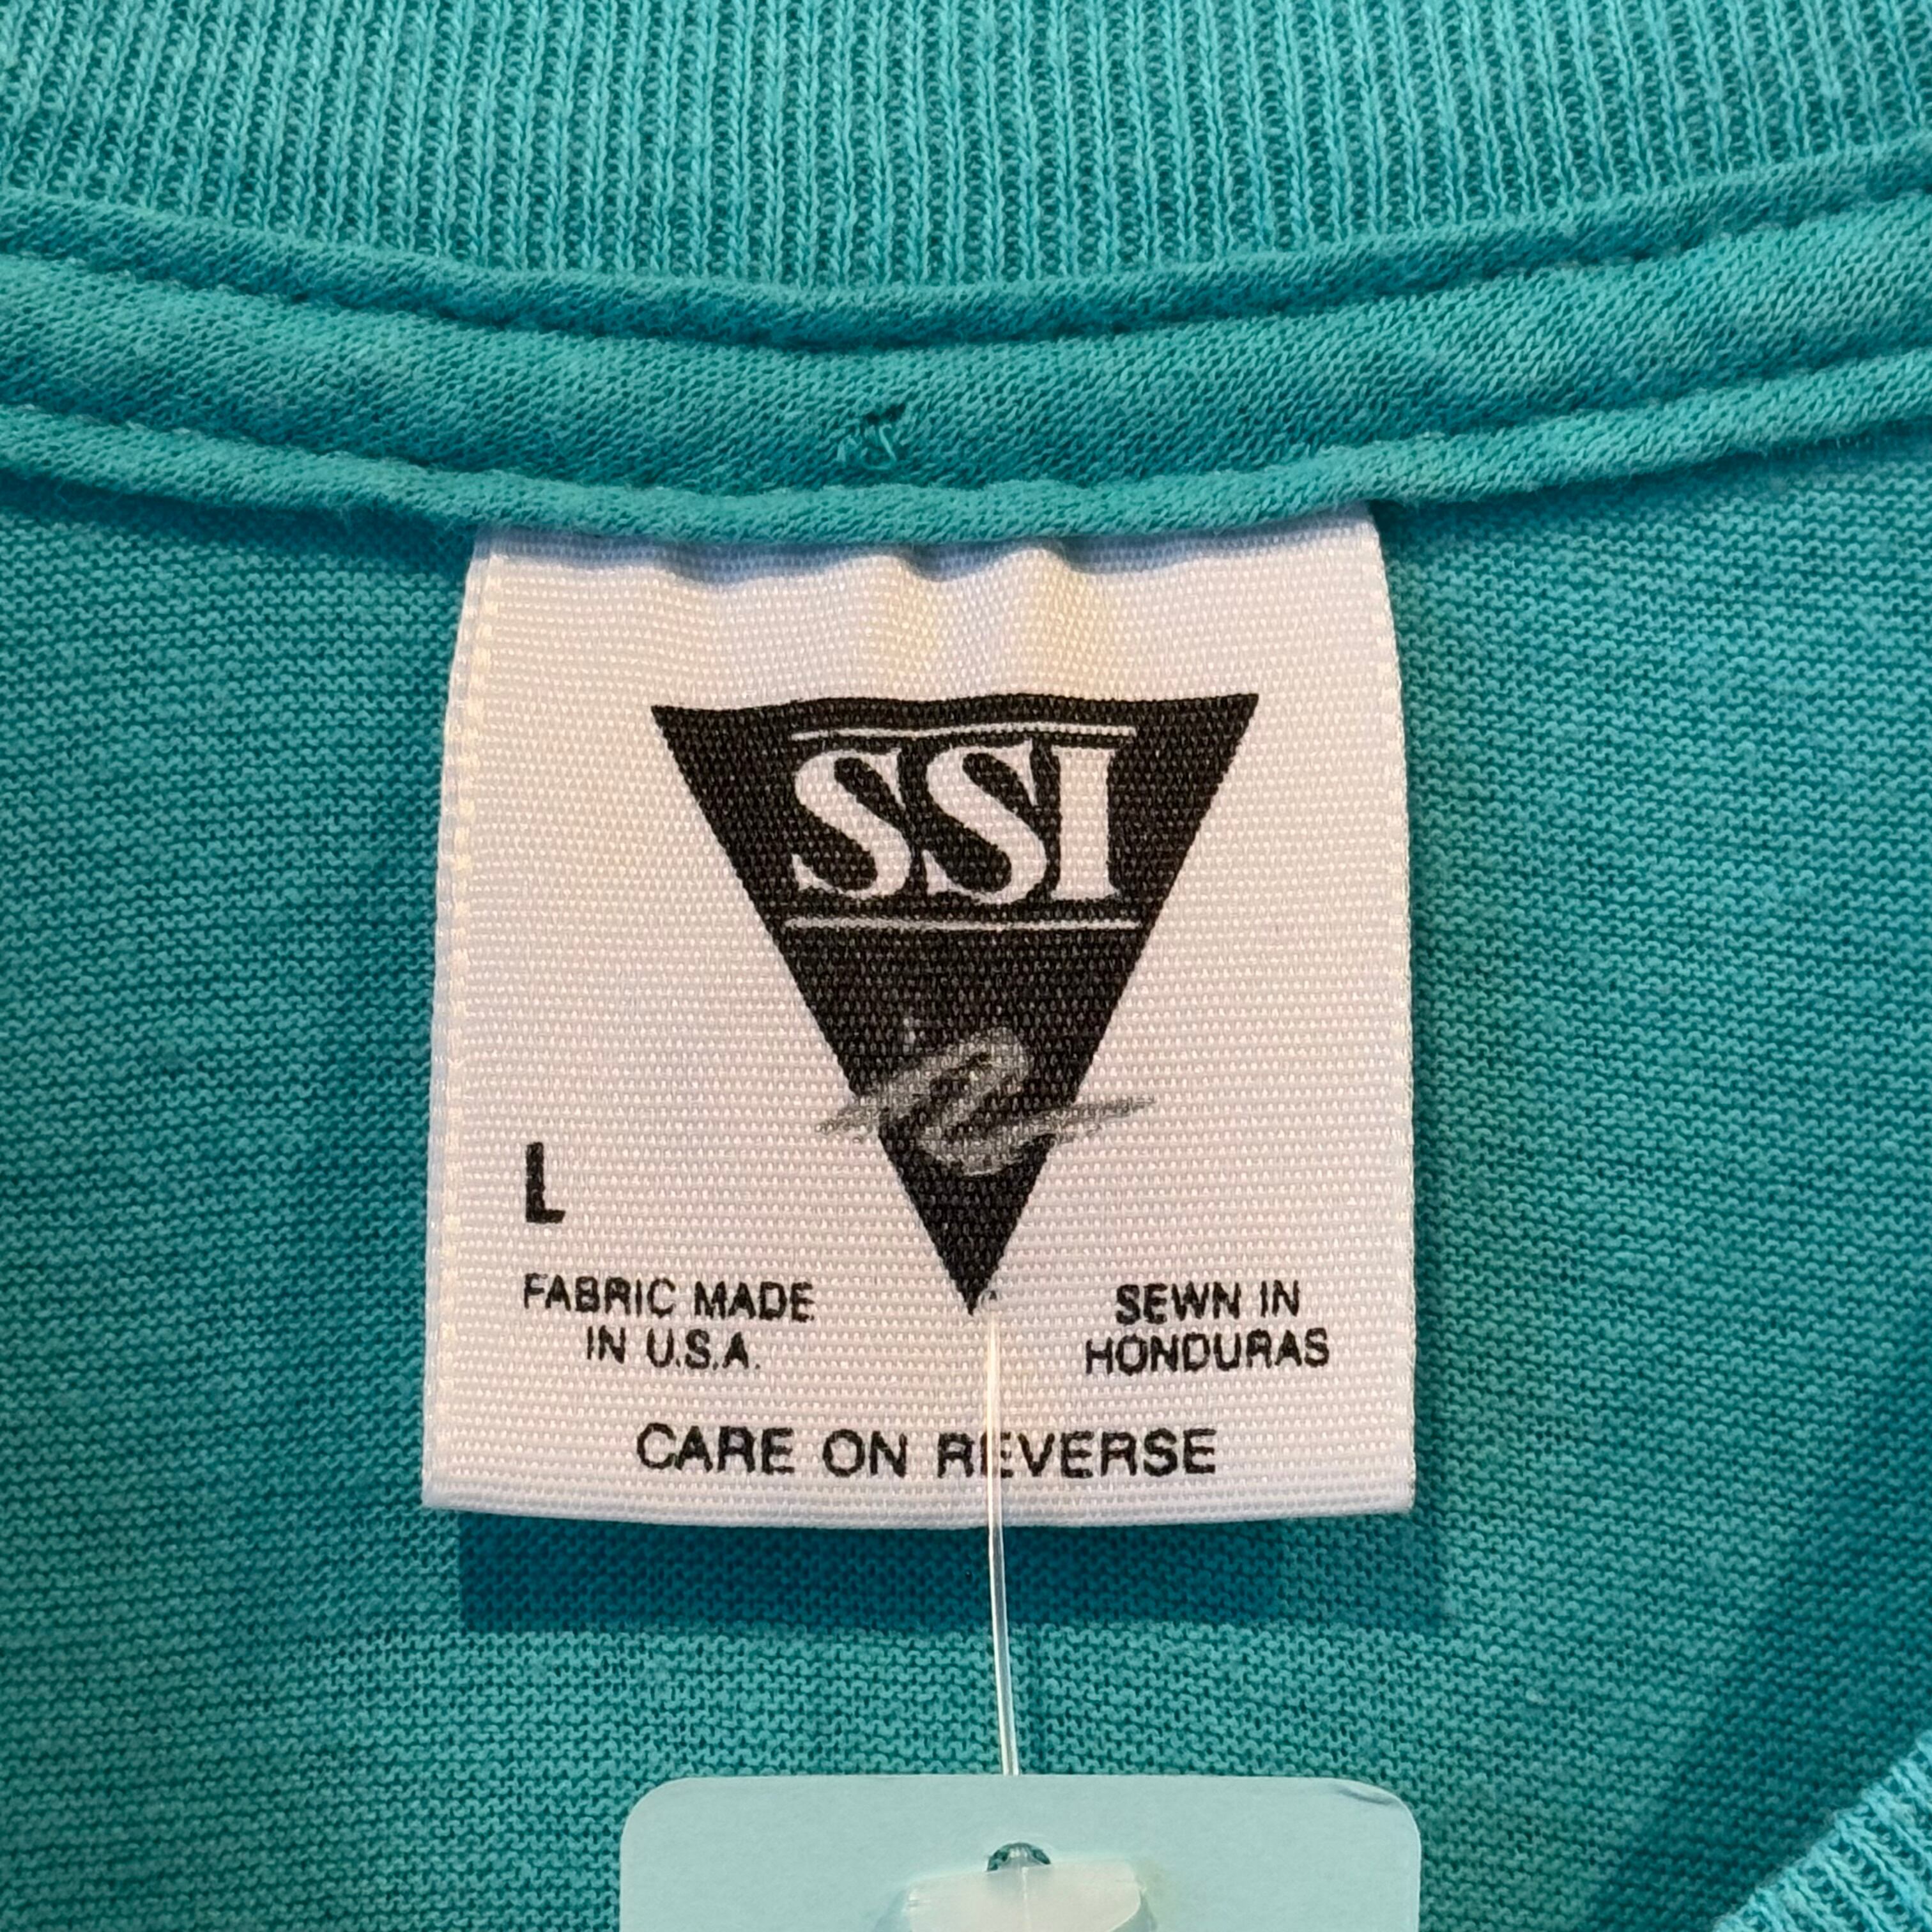 SSI
L
FABRIC MADE
IN U.S.A.
SEWN IN
HONDURAS
CARE ON REVERSE